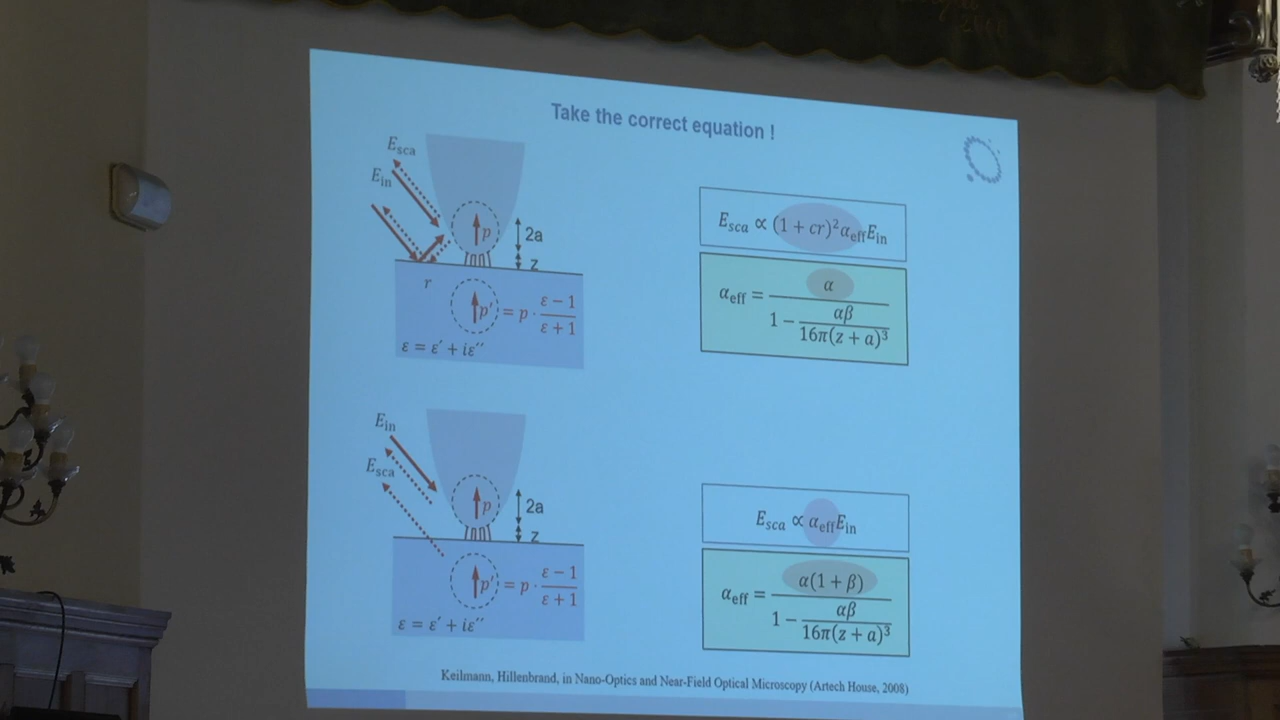 Take the correct equation !
E_sca
E_in
p
2a
z
r
p' = p · (ε − 1)/(ε + 1)
ε = ε′ + iε″
E_sca ∝ (1 + cr)² α_eff E_in
α_eff = α / (1 − αβ/(16π(z + a)³))
E_in
E_sca
p
2a
z
p' = p · (ε − 1)/(ε + 1)
ε = ε′ + iε″
E_sca ∝ α_eff E_in
α_eff = α(1 + β) / (1 − αβ/(16π(z + a)³))
Keilmann, Hillenbrand, in Nano-Optics and Near-Field Optical Microscopy (Artech House, 2008)